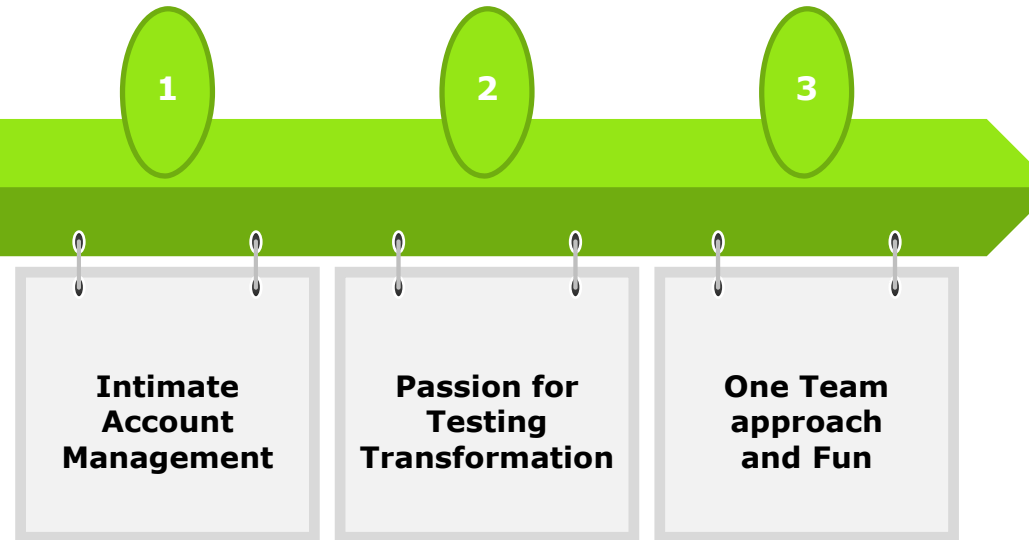 1
2
3
Intimate
Account
Management
Passion for
Testing
Transformation
One Team
approach
and Fun